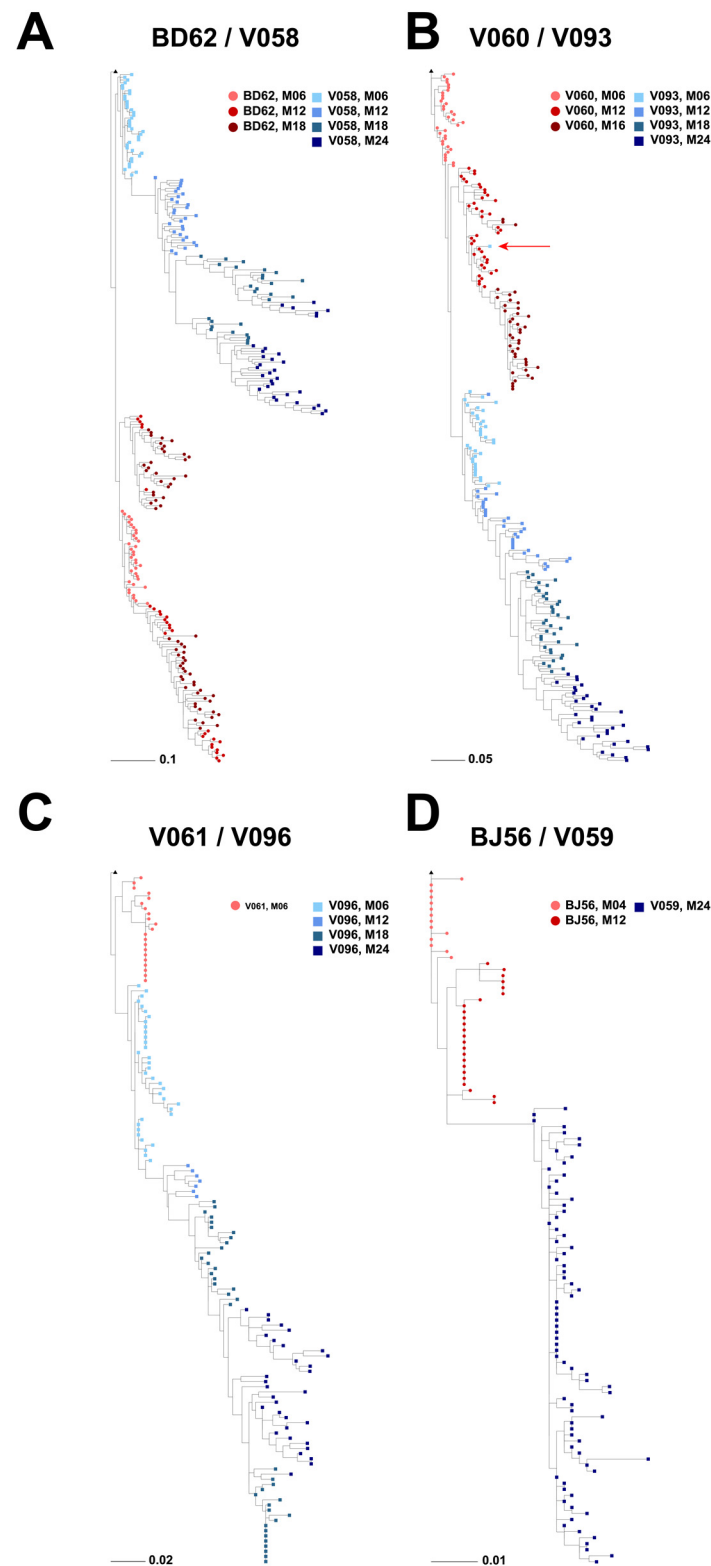 A
BD62 / V058
BD62, M06
BD62, M12
BD62, M18
V058, M06
V058, M12
V058, M18
V058, M24
0.1
B
V060 / V093
V060, M06
V060, M12
V060, M16
V093, M06
V093, M12
V093, M18
V093, M24
0.05
C
V061 / V096
V061, M06
V096, M06
V096, M12
V096, M18
V096, M24
0.02
D
BJ56 / V059
BJ56, M04
BJ56, M12
V059, M24
0.01